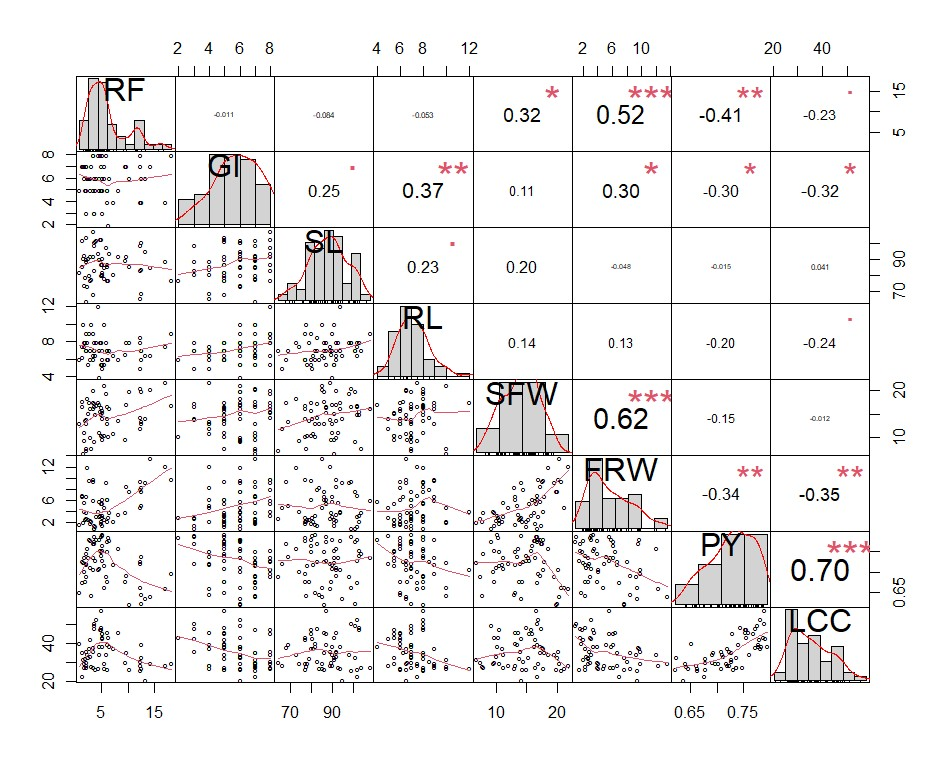 2 4 6 8 4 6 8 12 2 6 10 20 40
RF -0.011 -0.084 -0.053 0.32 * 0.52 *** -0.41 ** -0.23 . 5 15
2 4 6 8 GI 0.25 . 0.37 ** 0.11 0.30 * -0.30 * -0.32 *
SL 0.23 . 0.20 -0.048 -0.015 0.041 70 90
4 8 12 RL 0.14 0.13 -0.20 -0.24 .
SFW 0.62 *** -0.15 -0.012 10 20
2 6 12 FRW -0.34 ** -0.35 **
PY 0.70 *** 0.65
20 40 LCC
5 15 70 90 10 20 0.65 0.75